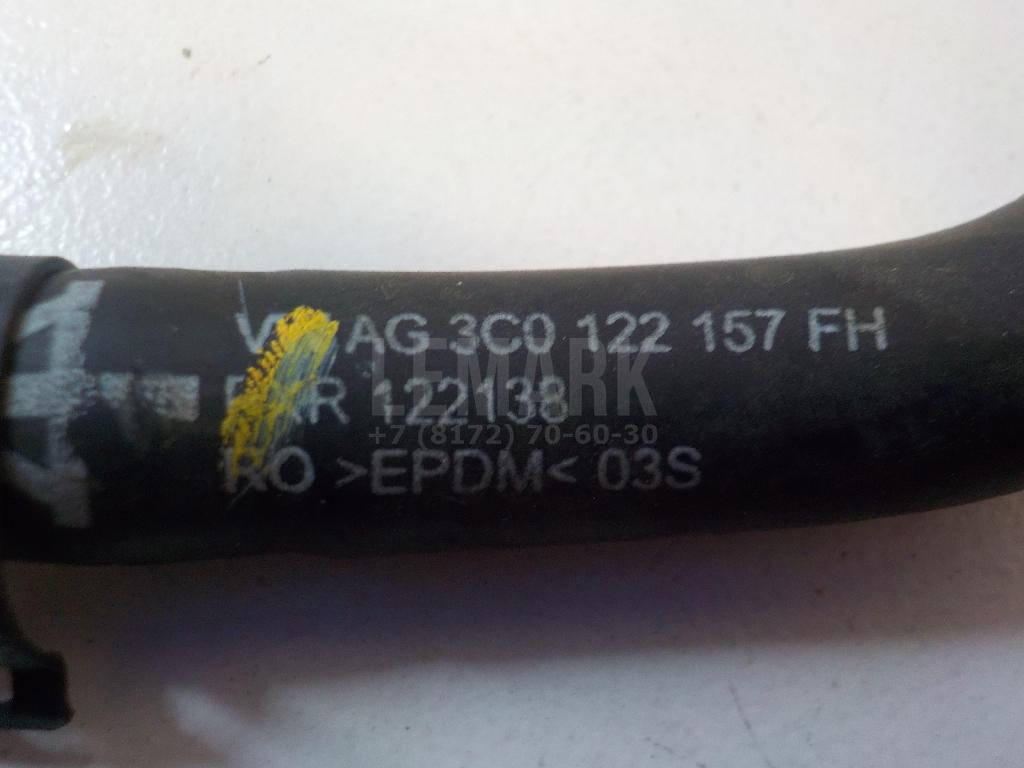 AG 3C0 122 157 FH
122138
RO >EPDM< 03S
LEMARK
+7 (8172) 70-60-30